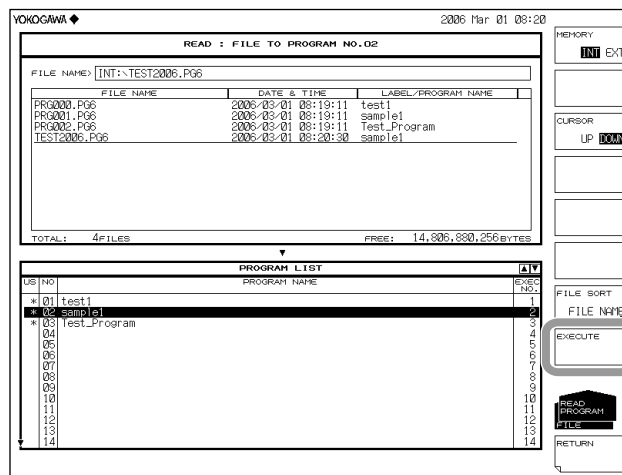 YOKOGAWA ◆ 2006 Mar 01 08:20
READ : FILE TO PROGRAM NO.02
FILE NAME> INT:\TEST2006.PG6
FILE NAME DATE & TIME LABEL/PROGRAM NAME
PRG000.PG6 2006/03/01 08:19:11 test1
PRG001.PG6 2006/03/01 08:19:11 sample1
PRG002.PG6 2006/03/01 08:19:11 Test_Program
TEST2006.PG6 2006/03/01 08:20:30 sample1
TOTAL: 4FILES FREE: 14,806,880,256BYTES
▼
PROGRAM LIST ▲▼
US NO PROGRAM NAME EXEC NO.
* 01 test1 1
* 02 sample1 2
* 03 Test_Program 3
04 4
05 5
06 6
07 7
08 8
09 9
10 10
11 11
12 12
13 13
14 14
MEMORY
INT EXT
CURSOR
UP DOWN
FILE SORT
FILE NAME
EXECUTE
READ
PROGRAM
FILE
RETURN